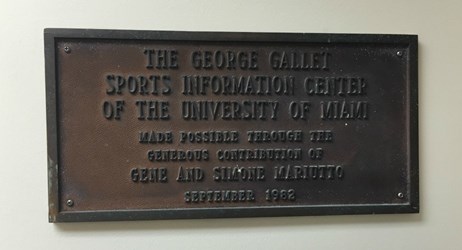 THE GEORGE GALLET
SPORTS INFORMATION CENTER
OF THE UNIVERSITY OF MIAMI
MADE POSSIBLE THROUGH THE
GENEROUS CONTRIBUTION OF
GENE AND SIMONE MARIUTTO
SEPTEMBER 1982